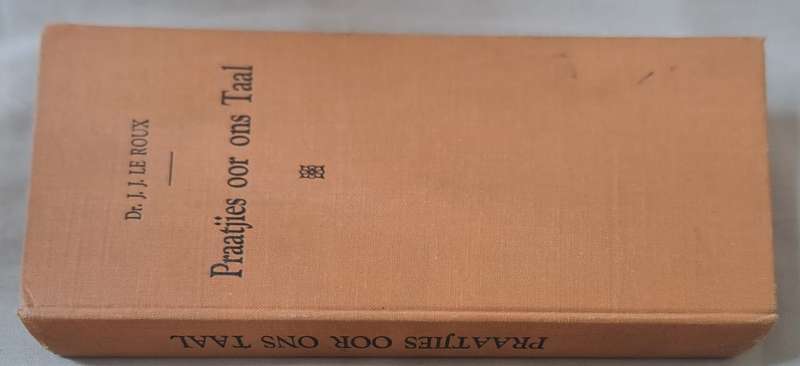 Dr. J. J. LE ROUX
Praatjies oor ons Taal
PRAATJIES OOR ONS TAAL